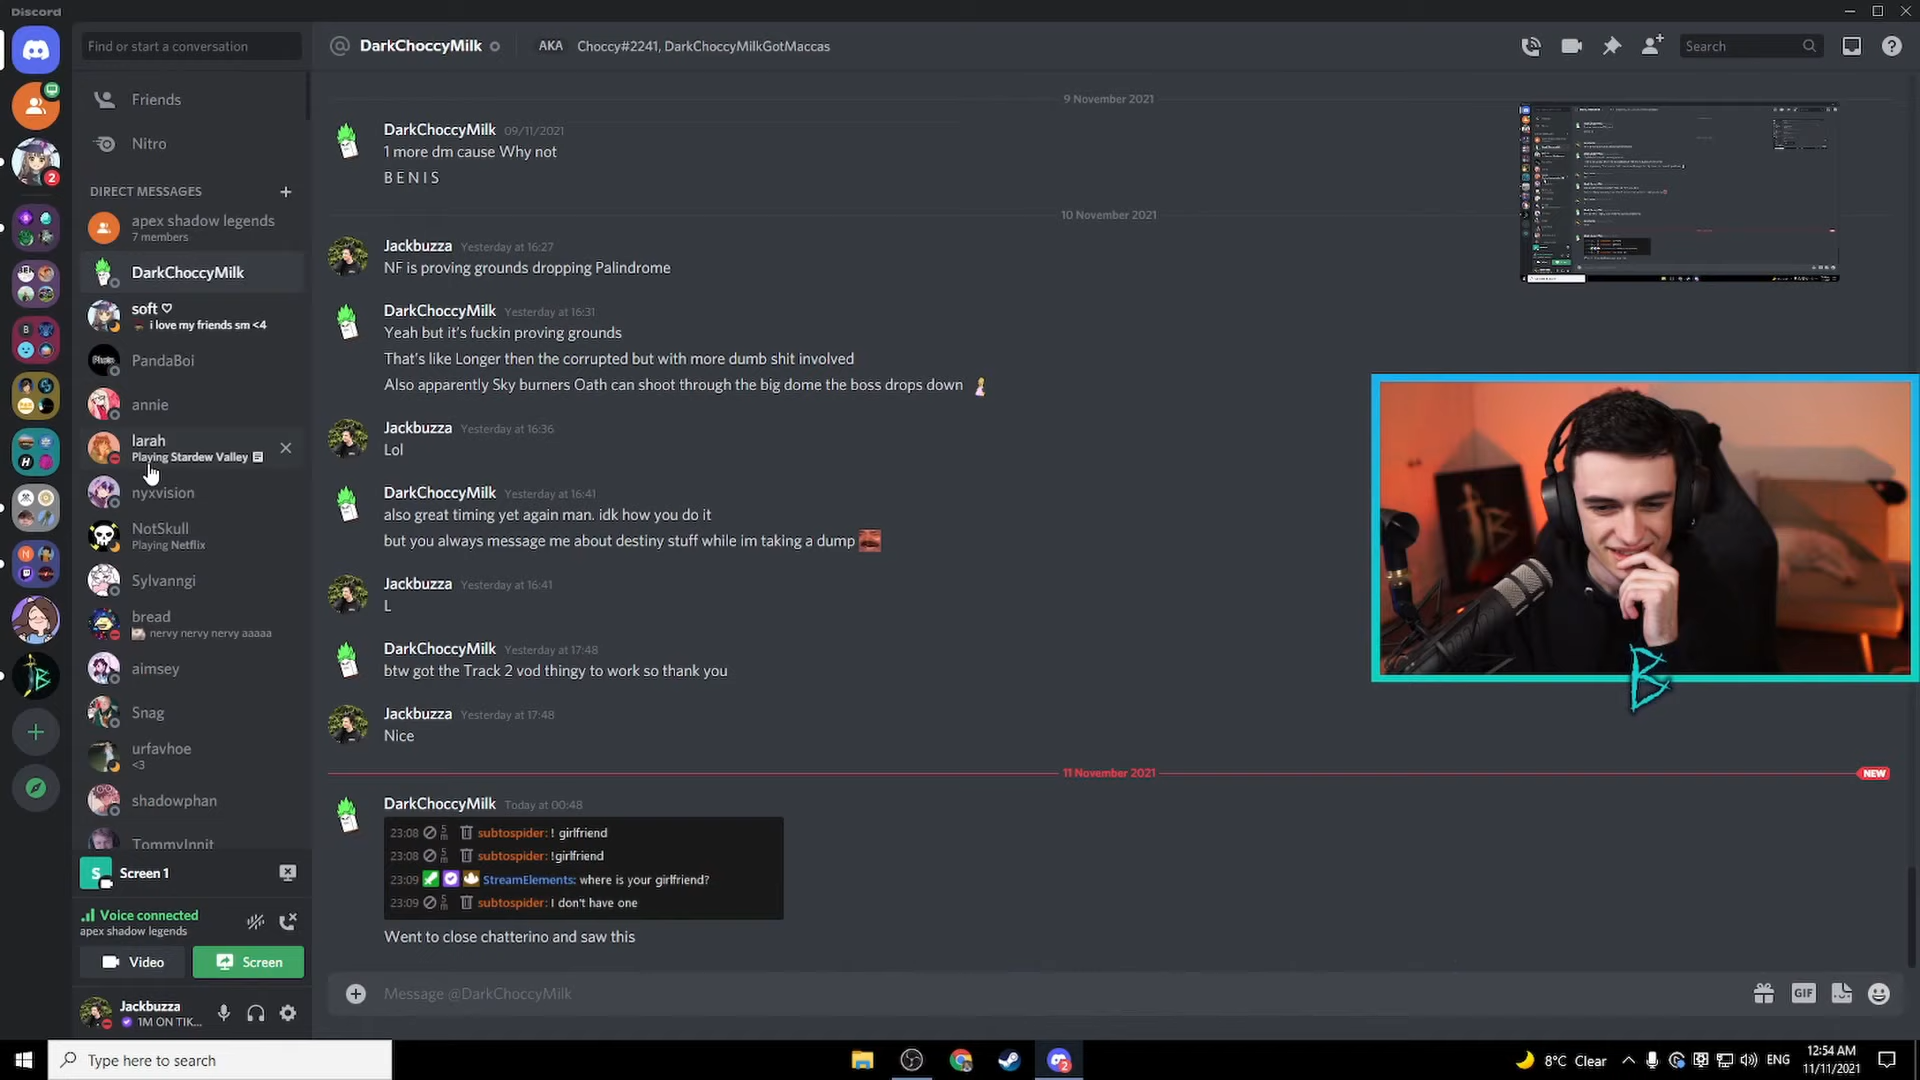 Discord
Find or start a conversation
Friends
Nitro
DIRECT MESSAGES
apex shadow legends
7 members
DarkChoccyMilk
soft ♡
i love my friends sm <4
PandaBoi
annie
larah
Playing Stardew Valley
nyxvision
NotSkull
Playing Netflix
Sylvanngi
bread
nervy nervy nervy aaaaa
aimsey
Snag
urfavhoe
<3
shadowphan
TommyInnit
S
Screen 1
Voice connected
apex shadow legends
Video
Screen
Jackbuzza
1M ON TIK...
DarkChoccyMilk
AKA Choccy#2241, DarkChoccyMilkGotMaccas
Search
9 November 2021
DarkChoccyMilk 09/11/2021
1 more dm cause Why not
B E N I S
10 November 2021
Jackbuzza Yesterday at 16:27
NF is proving grounds dropping Palindrome
DarkChoccyMilk Yesterday at 16:31
Yeah but it's fuckin proving grounds
That's like Longer then the corrupted but with more dumb shit involved
Also apparently Sky burners Oath can shoot through the big dome the boss drops down
Jackbuzza Yesterday at 16:36
Lol
DarkChoccyMilk Yesterday at 16:41
also great timing yet again man. idk how you do it
but you always message me about destiny stuff while im taking a dump
Jackbuzza Yesterday at 16:41
L
DarkChoccyMilk Yesterday at 17:48
btw got the Track 2 vod thingy to work so thank you
Jackbuzza Yesterday at 17:48
Nice
11 November 2021
NEW
DarkChoccyMilk Today at 00:48
23:08 5m subtospider: ! girlfriend
23:08 5m subtospider: !girlfriend
23:09 StreamElements: where is your girlfriend?
23:09 5m subtospider: I don't have one
Went to close chatterino and saw this
Message @DarkChoccyMilk
GIF
B
Type here to search
8°C Clear
ENG
12:54 AM
11/11/2021